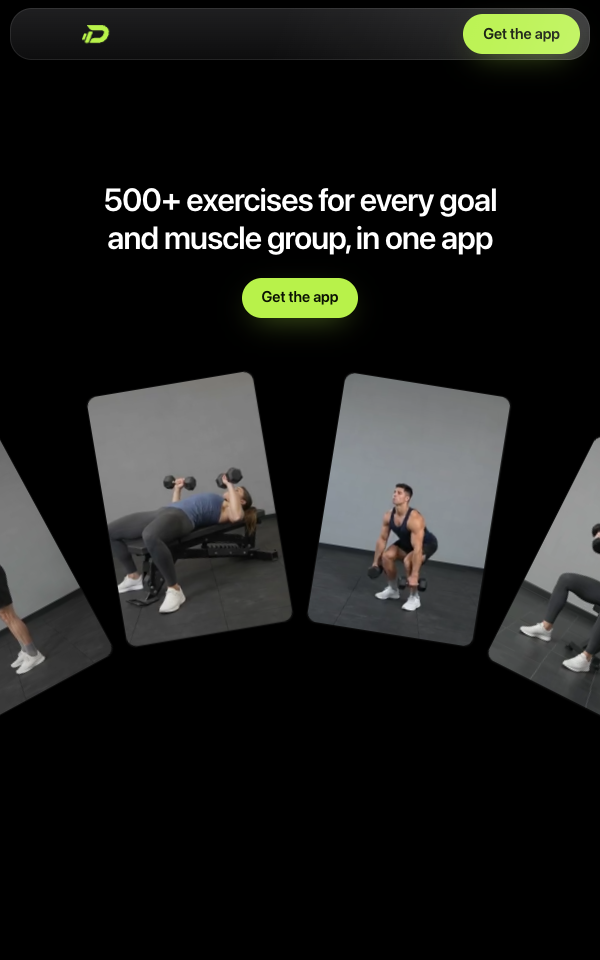 Get the app
500+ exercises for every goal
and muscle group, in one app
Get the app